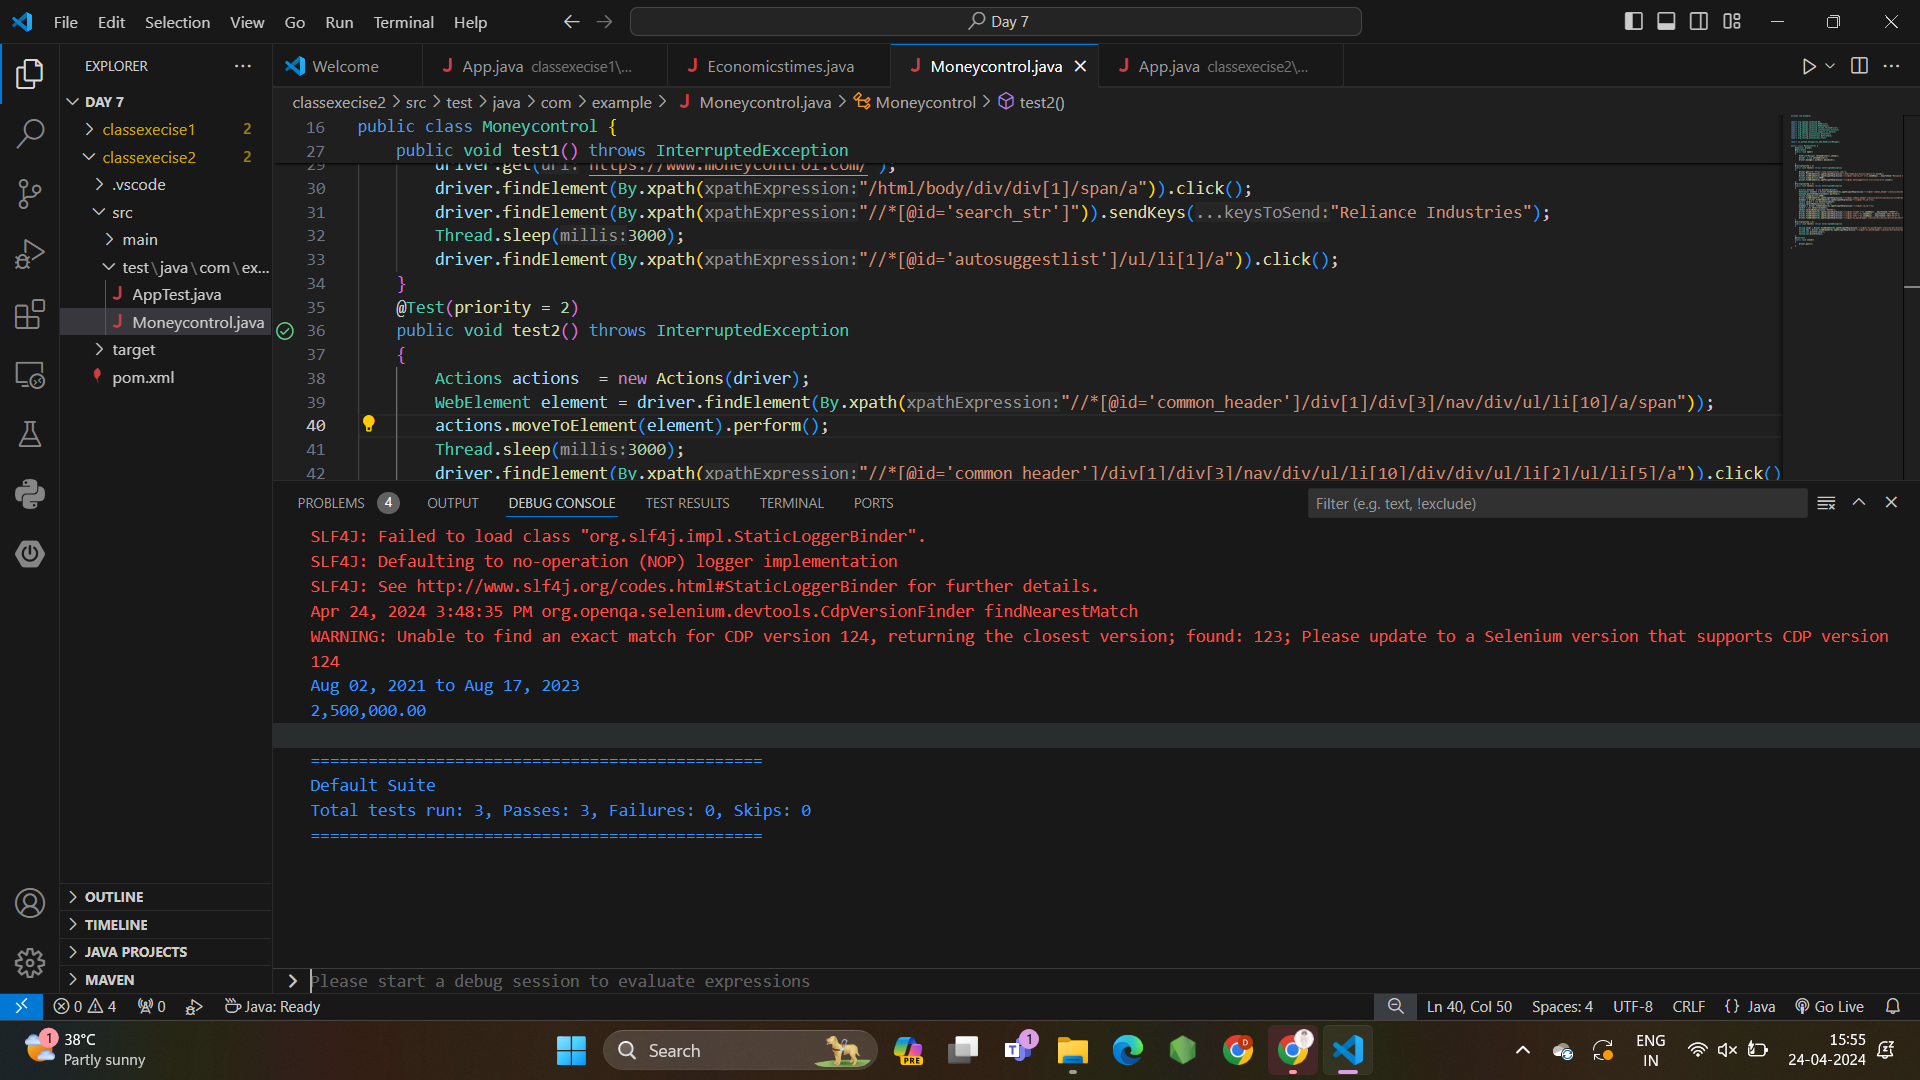 File Edit Selection View Go Run Terminal Help
Day 7
EXPLORER
DAY 7
classexecise1 2
classexecise2 2
.vscode
src
main
test\java\com\ex...
AppTest.java
Moneycontrol.java
target
pom.xml
OUTLINE
TIMELINE
JAVA PROJECTS
MAVEN
Welcome
App.java classexecise1\...
Economicstimes.java
Moneycontrol.java
App.java classexecise2\...
classexecise2 > src > test > java > com > example > Moneycontrol.java > Moneycontrol > test2()
16 public class Moneycontrol {
27 public void test1() throws InterruptedException
29 driver.get(url: "https://www.moneycontrol.com/");
30 driver.findElement(By.xpath(xpathExpression:"/html/body/div/div[1]/span/a")).click();
31 driver.findElement(By.xpath(xpathExpression:"//*[@id='search_str']")).sendKeys(...keysToSend:"Reliance Industries");
32 Thread.sleep(millis:3000);
33 driver.findElement(By.xpath(xpathExpression:"//*[@id='autosuggestlist']/ul/li[1]/a")).click();
34 }
35 @Test(priority = 2)
36 public void test2() throws InterruptedException
37 {
38 Actions actions  = new Actions(driver);
39 WebElement element = driver.findElement(By.xpath(xpathExpression:"//*[@id='common_header']/div[1]/div[3]/nav/div/ul/li[10]/a/span"));
40 actions.moveToElement(element).perform();
41 Thread.sleep(millis:3000);
42 driver.findElement(By.xpath(xpathExpression:"//*[@id='common_header']/div[1]/div[3]/nav/div/ul/li[10]/div/div/ul/li[2]/ul/li[5]/a")).click()
PROBLEMS 4 OUTPUT DEBUG CONSOLE TEST RESULTS TERMINAL PORTS
Filter (e.g. text, !exclude)
SLF4J: Failed to load class "org.slf4j.impl.StaticLoggerBinder".
SLF4J: Defaulting to no-operation (NOP) logger implementation
SLF4J: See http://www.slf4j.org/codes.html#StaticLoggerBinder for further details.
Apr 24, 2024 3:48:35 PM org.openqa.selenium.devtools.CdpVersionFinder findNearestMatch
WARNING: Unable to find an exact match for CDP version 124, returning the closest version; found: 123; Please update to a Selenium version that supports CDP version
124
Aug 02, 2021 to Aug 17, 2023
2,500,000.00
===============================================
Default Suite
Total tests run: 3, Passes: 3, Failures: 0, Skips: 0
===============================================
Please start a debug session to evaluate expressions
0 4 0 Java: Ready
Ln 40, Col 50 Spaces: 4 UTF-8 CRLF {} Java Go Live
1
38°C
Partly sunny
Search
PRE
1
D
ENG
IN
15:55
24-04-2024